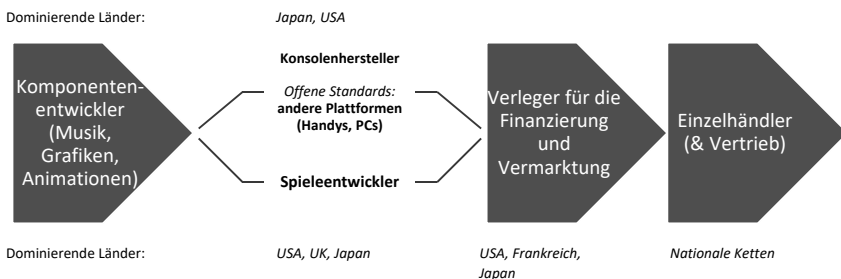 Dominierende Länder:
Japan, USA
Komponenten-
entwickler
(Musik,
Grafiken,
Animationen)
Konsolenhersteller
Offene Standards:
andere Plattformen
(Handys, PCs)
Spieleentwickler
Verleger für die
Finanzierung
und
Vermarktung
Einzelhändler
(& Vertrieb)
Dominierende Länder:
USA, UK, Japan
USA, Frankreich,
Japan
Nationale Ketten